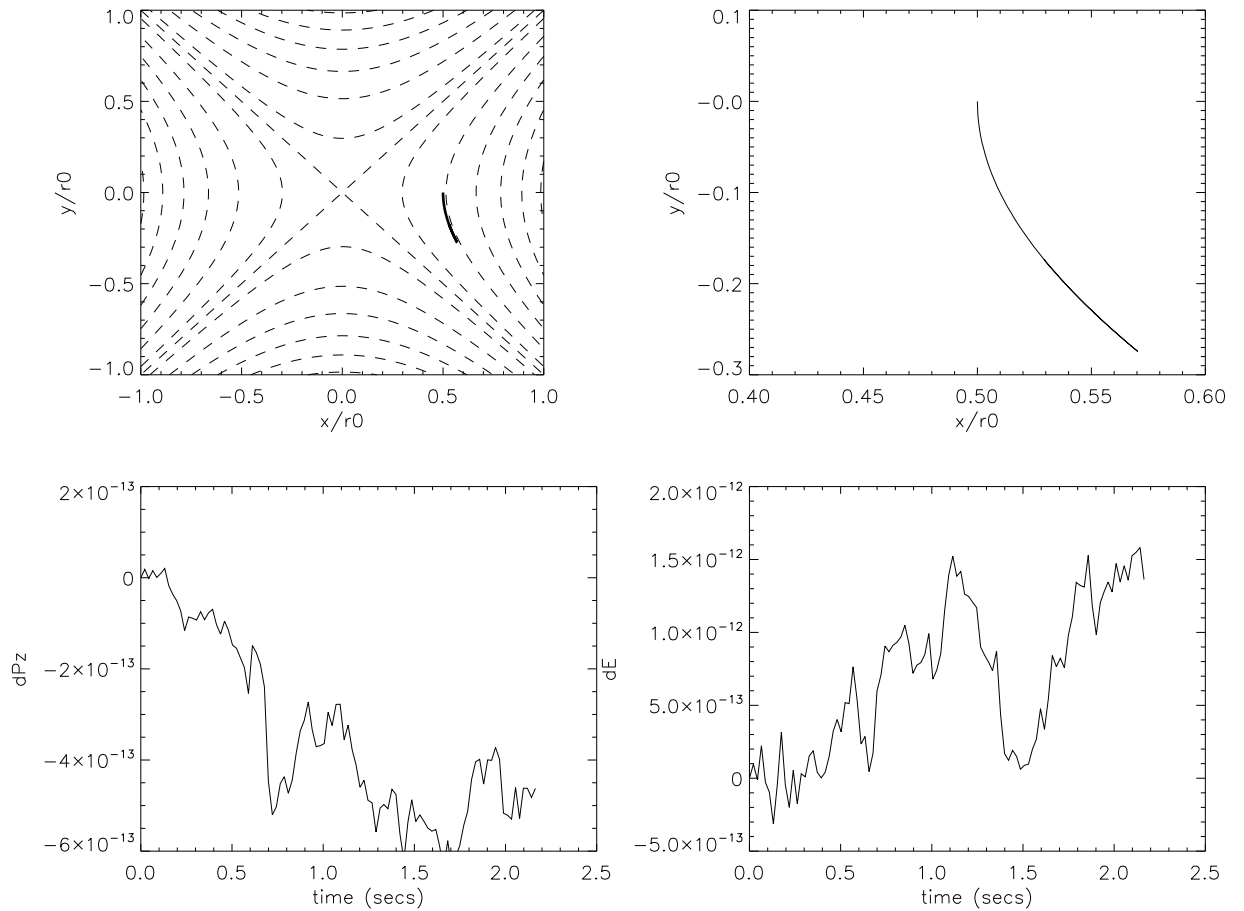 1.0
0.5
0.0
−0.5
−1.0
−1.0 −0.5 0.0 0.5 1.0
x/r0
y/r0
0.1
−0.0
−0.1
−0.2
−0.3
0.40 0.45 0.50 0.55 0.60
x/r0
y/r0
2×10⁻¹³
0
−2×10⁻¹³
−4×10⁻¹³
−6×10⁻¹³
0.0 0.5 1.0 1.5 2.0 2.5
time (secs)
dPz
2.0×10⁻¹²
1.5×10⁻¹²
1.0×10⁻¹²
5.0×10⁻¹³
0
−5.0×10⁻¹³
0.0 0.5 1.0 1.5 2.0 2.5
time (secs)
dE